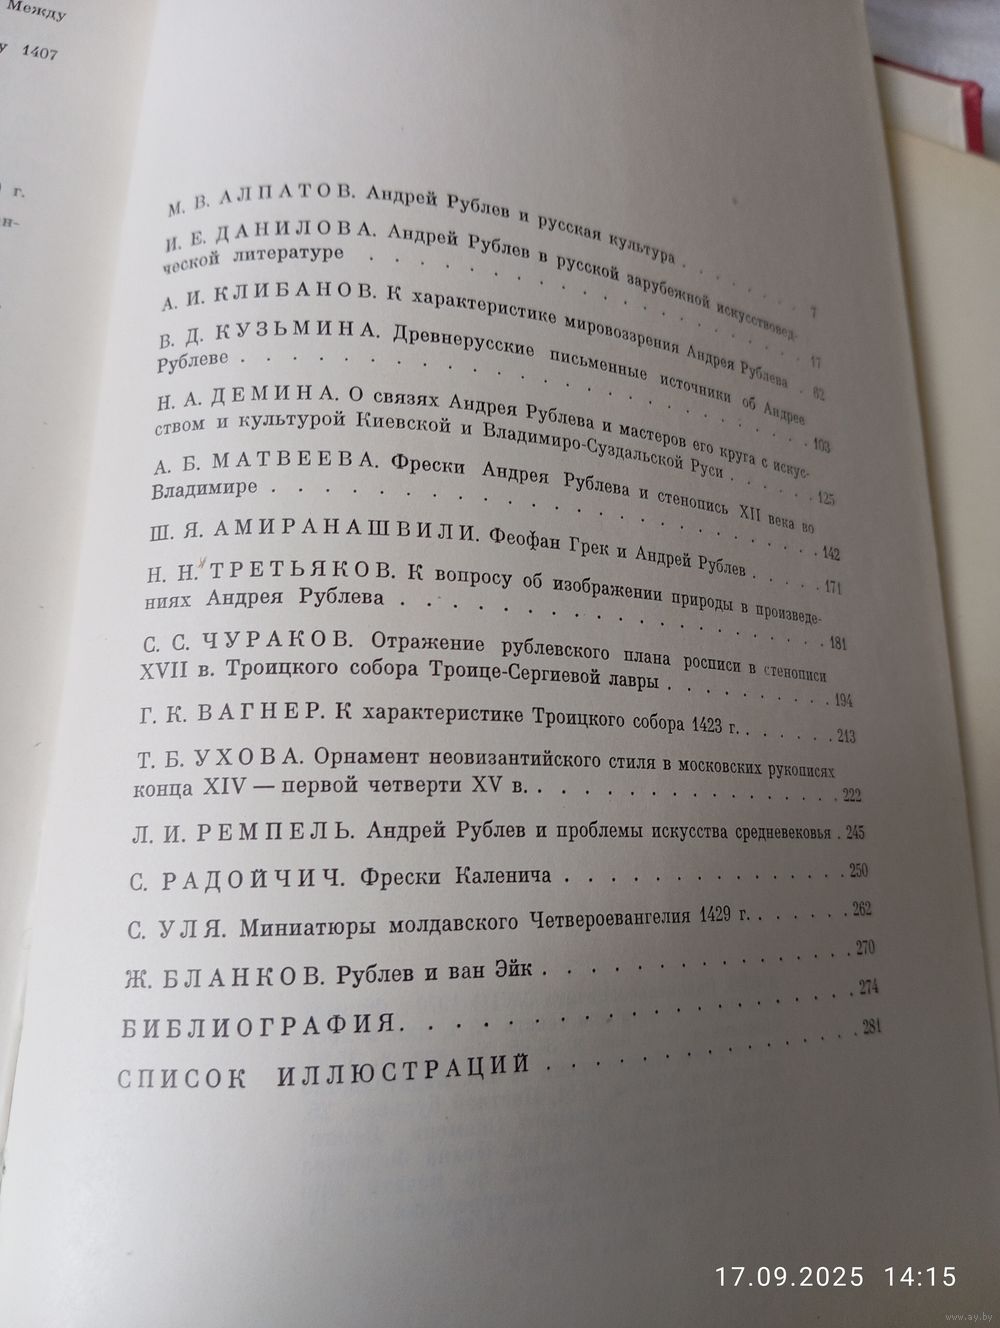 Между
у 1407
г.
ан-
М. В. АЛПАТОВ. Андрей Рублев и русская культура . . . . . . 7
И. Е. ДАНИЛОВА. Андрей Рублев в русской зарубежной искусствовед-
ческой литературе . . . . . . . . . . . . . . . . 17
А. И. КЛИБАНОВ. К характеристике мировоззрения Андрея Рублева . 62
В. Д. КУЗЬМИНА. Древнерусские письменные источники об Андрее
Рублеве . . . . . . . . . . . . . . . . . . . . 103
Н. А. ДЕМИНА. О связях Андрея Рублева и мастеров его круга с искус-
ством и культурой Киевской и Владимиро-Суздальской Руси . . . . . . 125
А. Б. МАТВЕЕВА. Фрески Андрея Рублева и стенопись XII века во
Владимире . . . . . . . . . . . . . . . . . . . 142
Ш. Я. АМИРАНАШВИЛИ. Феофан Грек и Андрей Рублев . . . . . 171
Н. Н. ТРЕТЬЯКОВ. К вопросу об изображении природы в произведе-
ниях Андрея Рублева . . . . . . . . . . . . . . . 181
С. С. ЧУРАКОВ. Отражение рублевского плана росписи в стенописи
XVII в. Троицкого собора Троице-Сергиевой лавры . . . . . . . . . 194
Г. К. ВАГНЕР. К характеристике Троицкого собора 1423 г. . . . . . . 213
Т. Б. УХОВА. Орнамент неовизантийского стиля в московских рукописях
конца XIV — первой четверти XV в. . . . . . . . . . . . . . 222
Л. И. РЕМПЕЛЬ. Андрей Рублев и проблемы искусства средневековья . 245
С. РАДОЙЧИЧ. Фрески Каленича . . . . . . . . . . . . . 250
С. УЛЯ. Миниатюры молдавского Четвероевангелия 1429 г. . . . . . . 262
Ж. БЛАНКОВ. Рублев и ван Эйк . . . . . . . . . . . . . 270
БИБЛИОГРАФИЯ. . . . . . . . . . . . . . . . . . 274
СПИСОК ИЛЛЮСТРАЦИЙ . . . . . . . . . . . . . 281
17.09.2025 14:15
www.ay.by